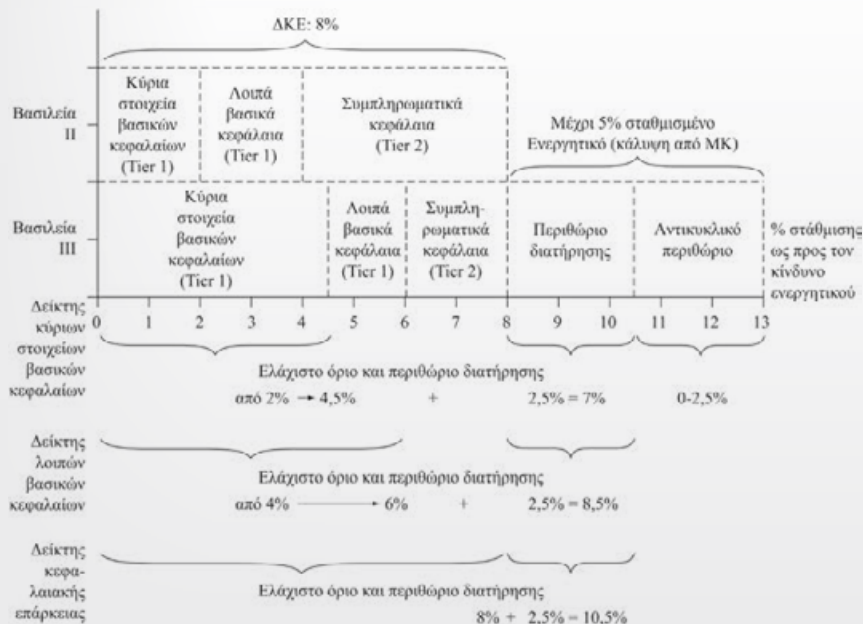 ΔΚΕ: 8%
Βασιλεία
II
Κύρια
στοιχεία
βασικών
κεφαλαίων
(Tier 1)
Λοιπά
βασικά
κεφάλαια
(Tier 1)
Συμπληρωματικά
κεφάλαια
(Tier 2)
Μέχρι 5% σταθμισμένο
Ενεργητικό (κάλυψη από ΜΚ)
Βασιλεία
III
Κύρια
στοιχεία
βασικών
κεφαλαίων
(Tier 1)
Λοιπά
βασικά
κεφάλαια
(Tier 1)
Συμπλη-
ρωματικά
κεφάλαια
(Tier 2)
Περιθώριο
διατήρησης
Αντικυκλικό
περιθώριο
% στάθμισης
ως προς τον
κίνδυνο
ενεργητικού
0 1 2 3 4 5 6 7 8 9 10 11 12 13
Δείκτης
κύριων
στοιχείων
βασικών
κεφαλαίων
Ελάχιστο όριο και περιθώριο διατήρησης
από 2% → 4,5% + 2,5% = 7% 0-2,5%
Δείκτης
λοιπών
βασικών
κεφαλαίων
Ελάχιστο όριο και περιθώριο διατήρησης
από 4% → 6% + 2,5% = 8,5%
Δείκτης
κεφα-
λαιακής
επάρκειας
Ελάχιστο όριο και περιθώριο διατήρησης
8% + 2,5% = 10,5%